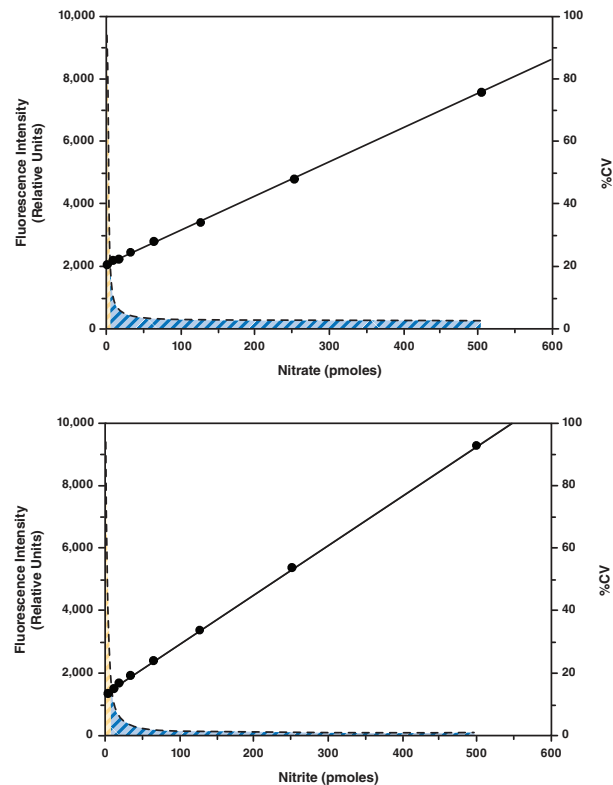 10,000
8,000
6,000
4,000
2,000
0
Fluorescence Intensity
(Relative Units)
100
80
60
40
20
0
%CV
0 100 200 300 400 500 600
Nitrate (pmoles)
10,000
8,000
6,000
4,000
2,000
0
Fluorescence Intensity
(Relative Units)
100
80
60
40
20
0
%CV
0 100 200 300 400 500 600
Nitrite (pmoles)